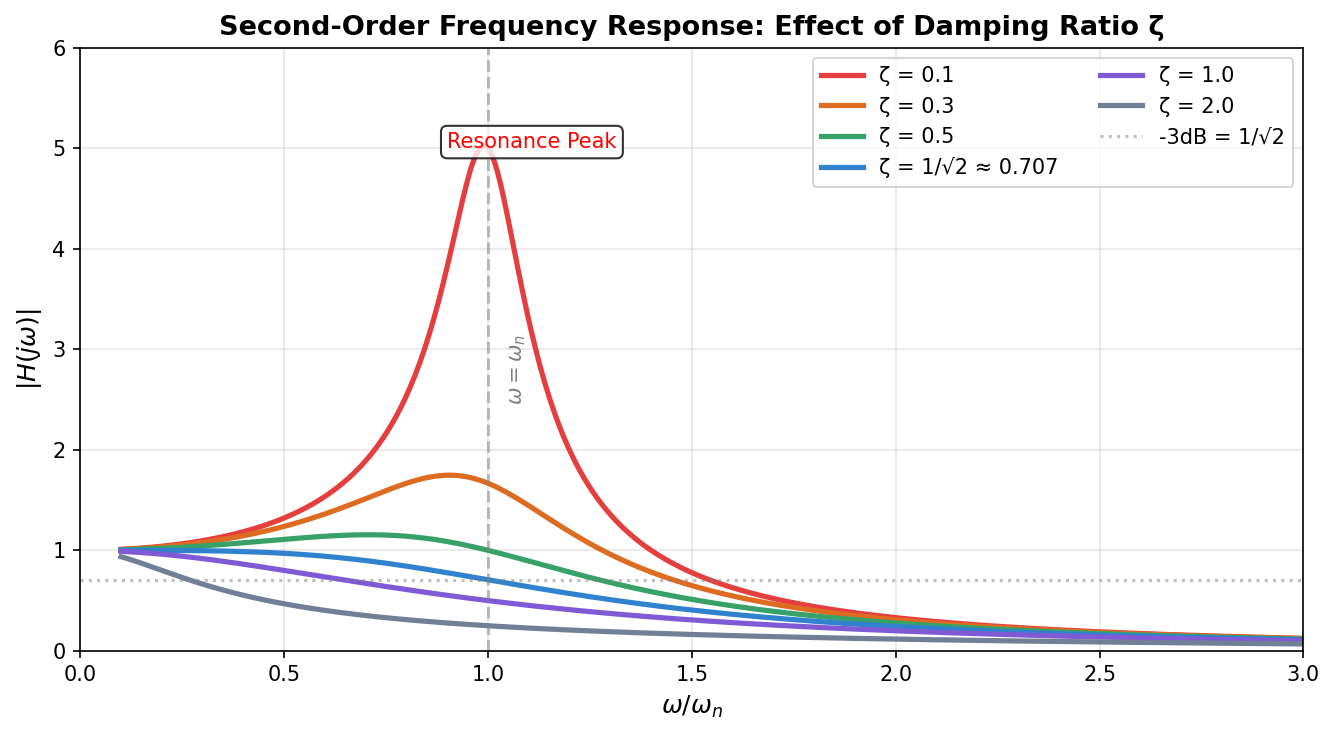 Second-Order Frequency Response: Effect of Damping Ratio ζ
|H(jω)|
6
5
4
3
2
1
0
Resonance Peak
ω = ωₙ
ζ = 0.1
ζ = 0.3
ζ = 0.5
ζ = 1/√2 ≈ 0.707
ζ = 1.0
ζ = 2.0
-3dB = 1/√2
0.0 0.5 1.0 1.5 2.0 2.5 3.0
ω/ωₙ